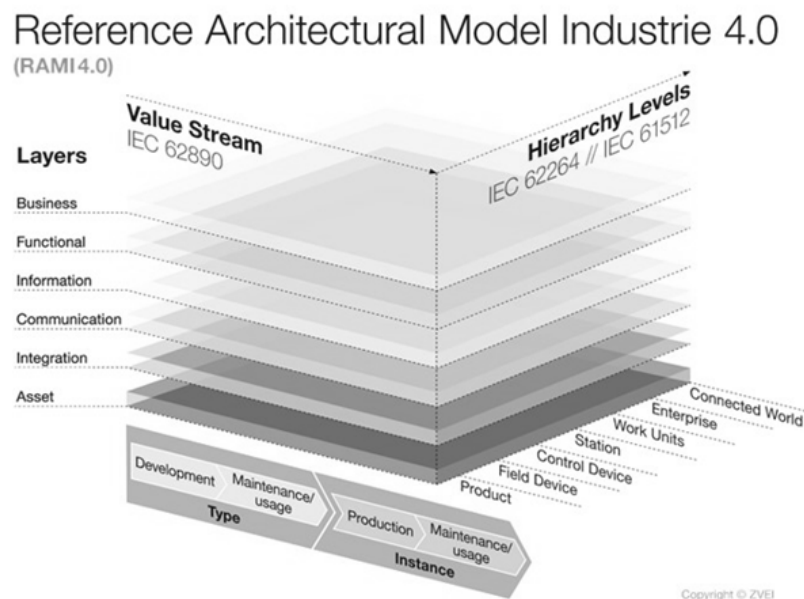 Reference Architectural Model Industrie 4.0
(RAMI 4.0)
Value Stream
IEC 62890
Hierarchy Levels
IEC 62264 // IEC 61512
Layers
Business
Functional
Information
Communication
Integration
Asset
Connected World
Enterprise
Work Units
Station
Control Device
Field Device
Product
Development
Maintenance/
usage
Type
Production
Maintenance/
usage
Instance
Copyright © ZVEI